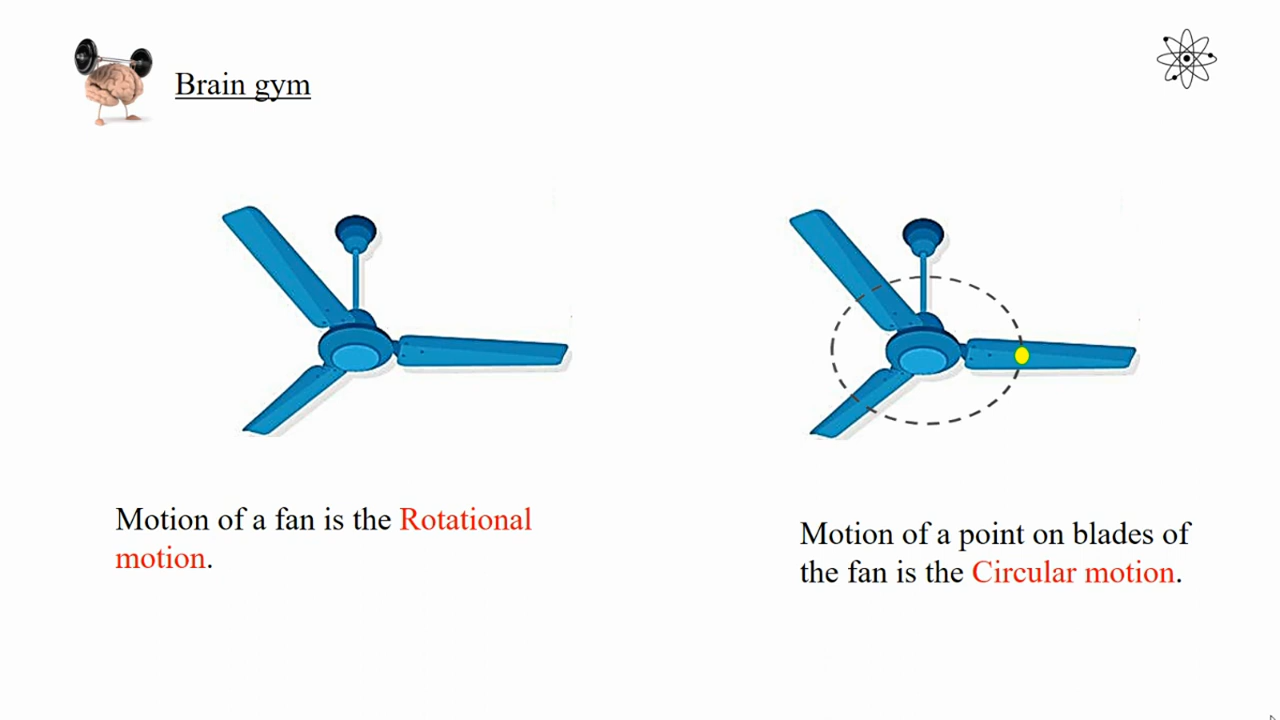 Brain gym
Motion of a fan is the Rotational
motion.
Motion of a point on blades of
the fan is the Circular motion.